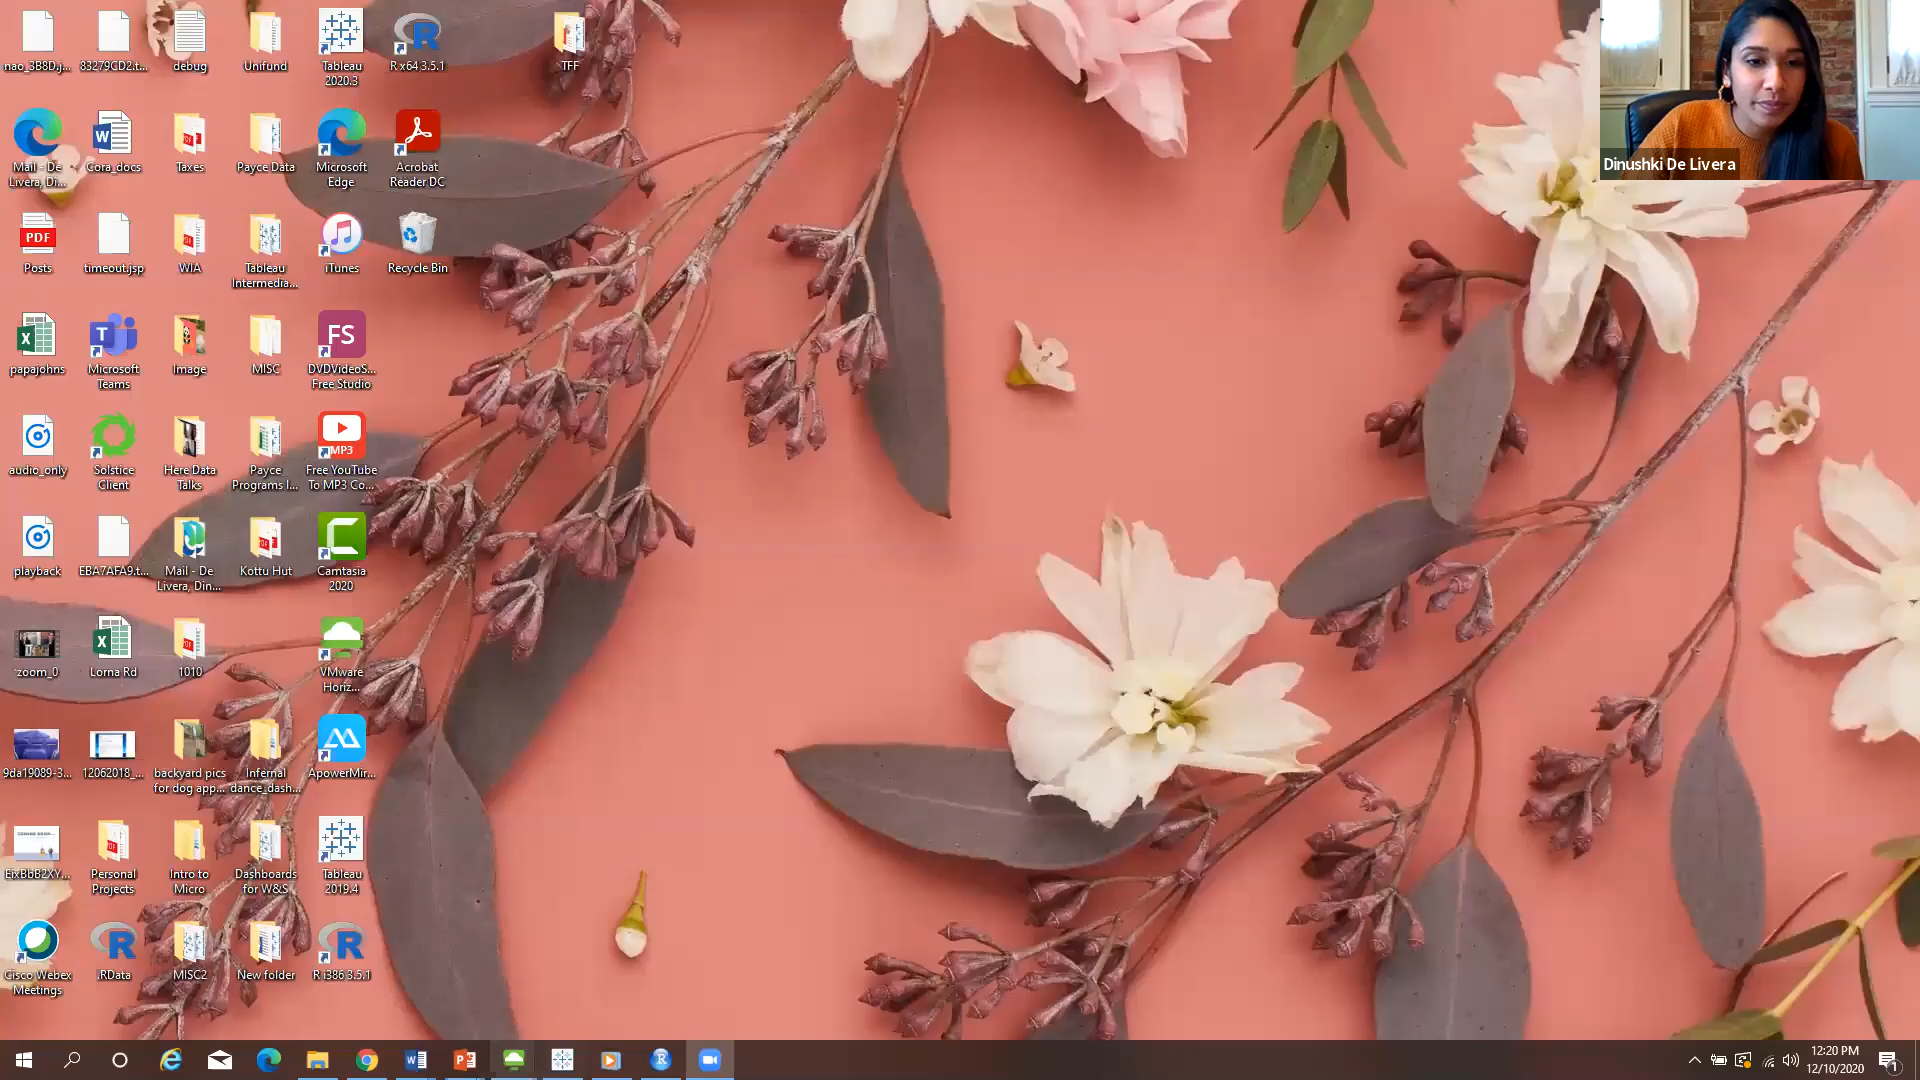 nao_3B8D.j...
83279CD2.t...
debug
Unifund
Tableau
2020.3
R x64 3.5.1
TFF
Dinushki De Livera
Mail - De
Livera, Di...
Cora_docs
Taxes
Payce Data
Microsoft
Edge
Acrobat
Reader DC
PDF
Posts
timeout.jsp
WIA
Tableau
Intermedia...
iTunes
Recycle Bin
papajohns
Microsoft
Teams
Image
MISC
FS
DVDVideoS...
Free Studio
audio_only
Solstice
Client
Here Data
Talks
Payce
Programs I...
MP3
Free YouTube
To MP3 Co...
playback
EBA7AFA9.t...
Mail - De
Livera, Din...
Kottu Hut
Camtasia
2020
zoom_0
Lorna Rd
1010
VMware
Horiz...
9da19089-3...
12062018_...
backyard pics
for dog app...
Infernal
dance_dash...
ApowerMir...
EixBbB2XY...
Personal
Projects
Intro to
Micro
Dashboards
for W&S
Tableau
2019.4
Cisco Webex
Meetings
.RData
MISC2
New folder
R i386 3.5.1
12:20 PM
12/10/2020
1